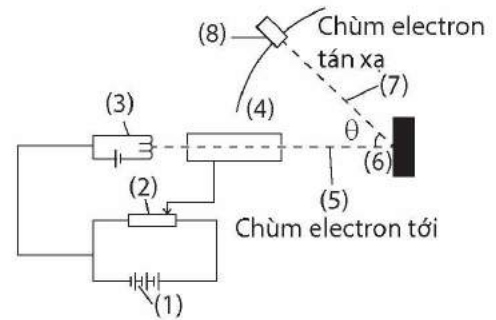 (8)
Chùm electron
tán xạ
(7)
(3)
(4)
θ
(6)
(2)
(5)
Chùm electron tới
(1)